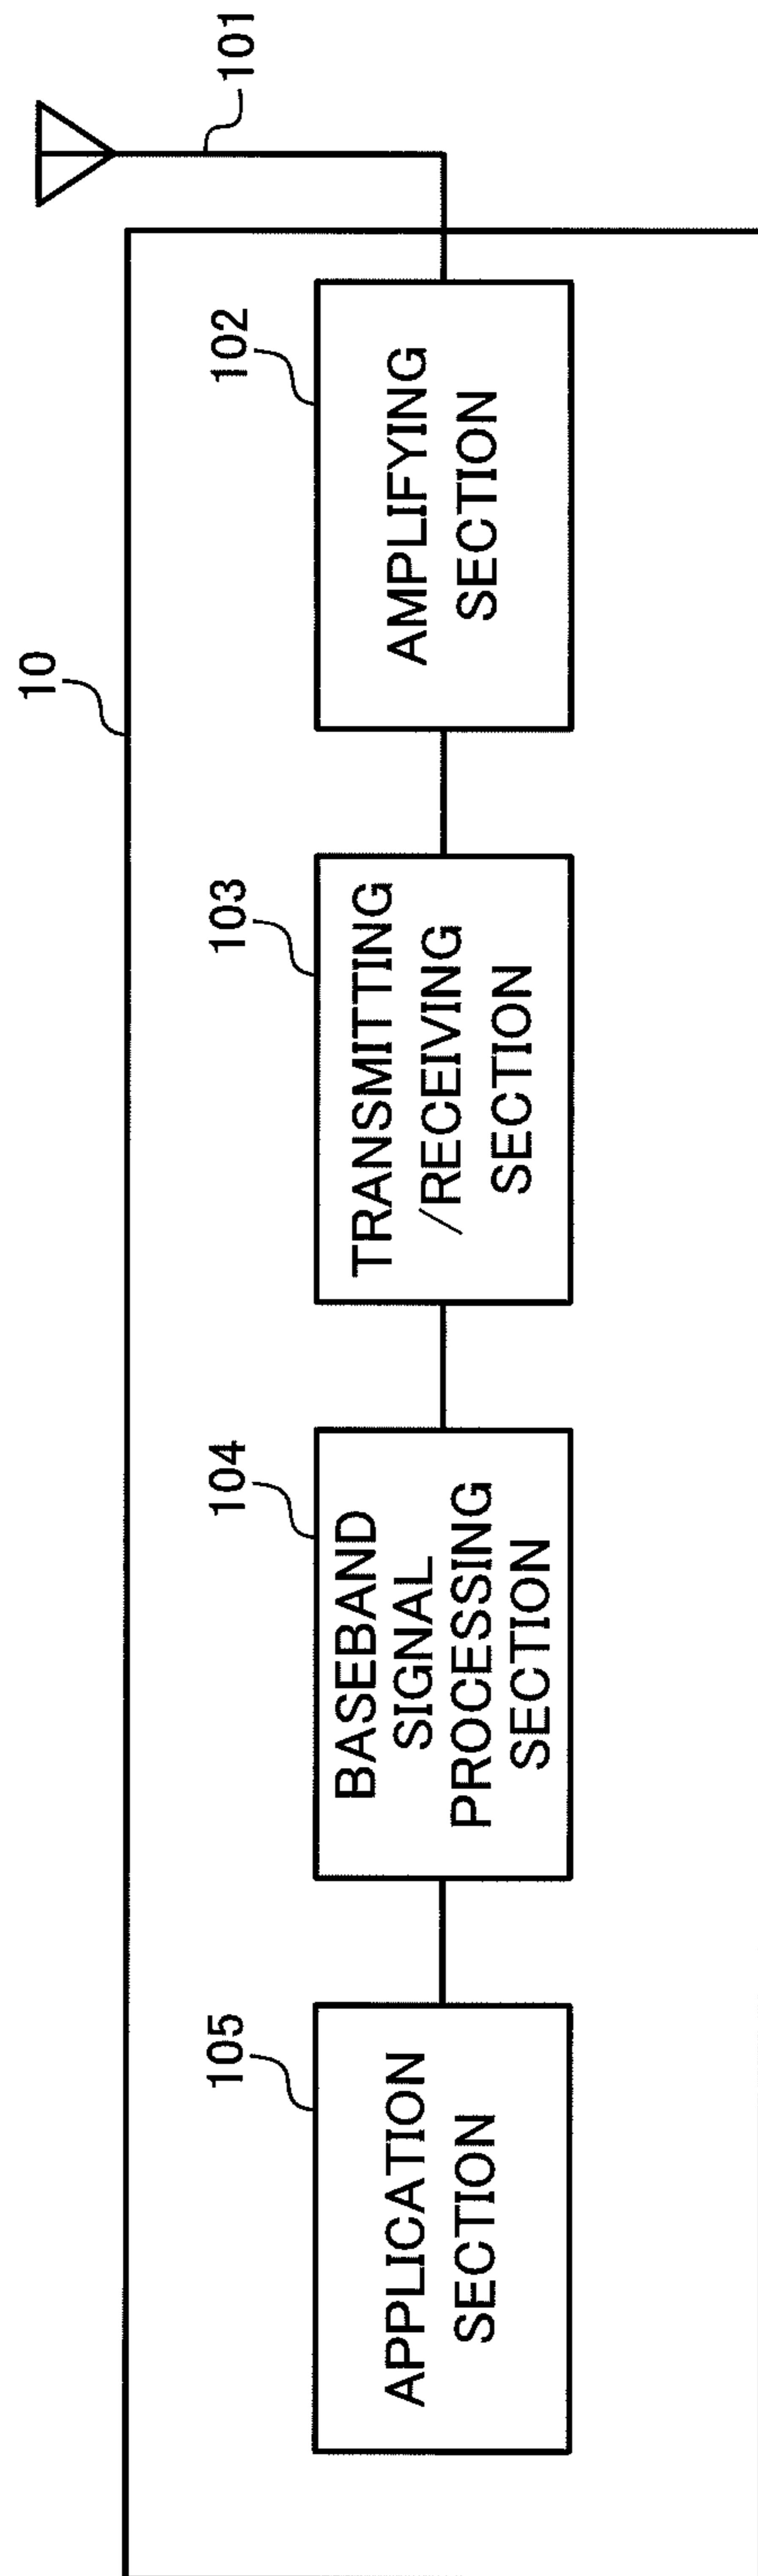 10
101
105
APPLICATION
SECTION
104
BASEBAND
SIGNAL
PROCESSING
SECTION
103
TRANSMITTING
/RECEIVING
SECTION
102
AMPLIFYING
SECTION